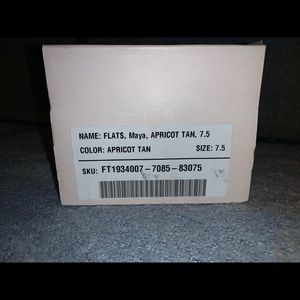 NAME: FLATS, Maya, APRICOT TAN, 7.5
COLOR: APRICOT TAN SIZE: 7.5
SKU: FT1934007-7085-83075